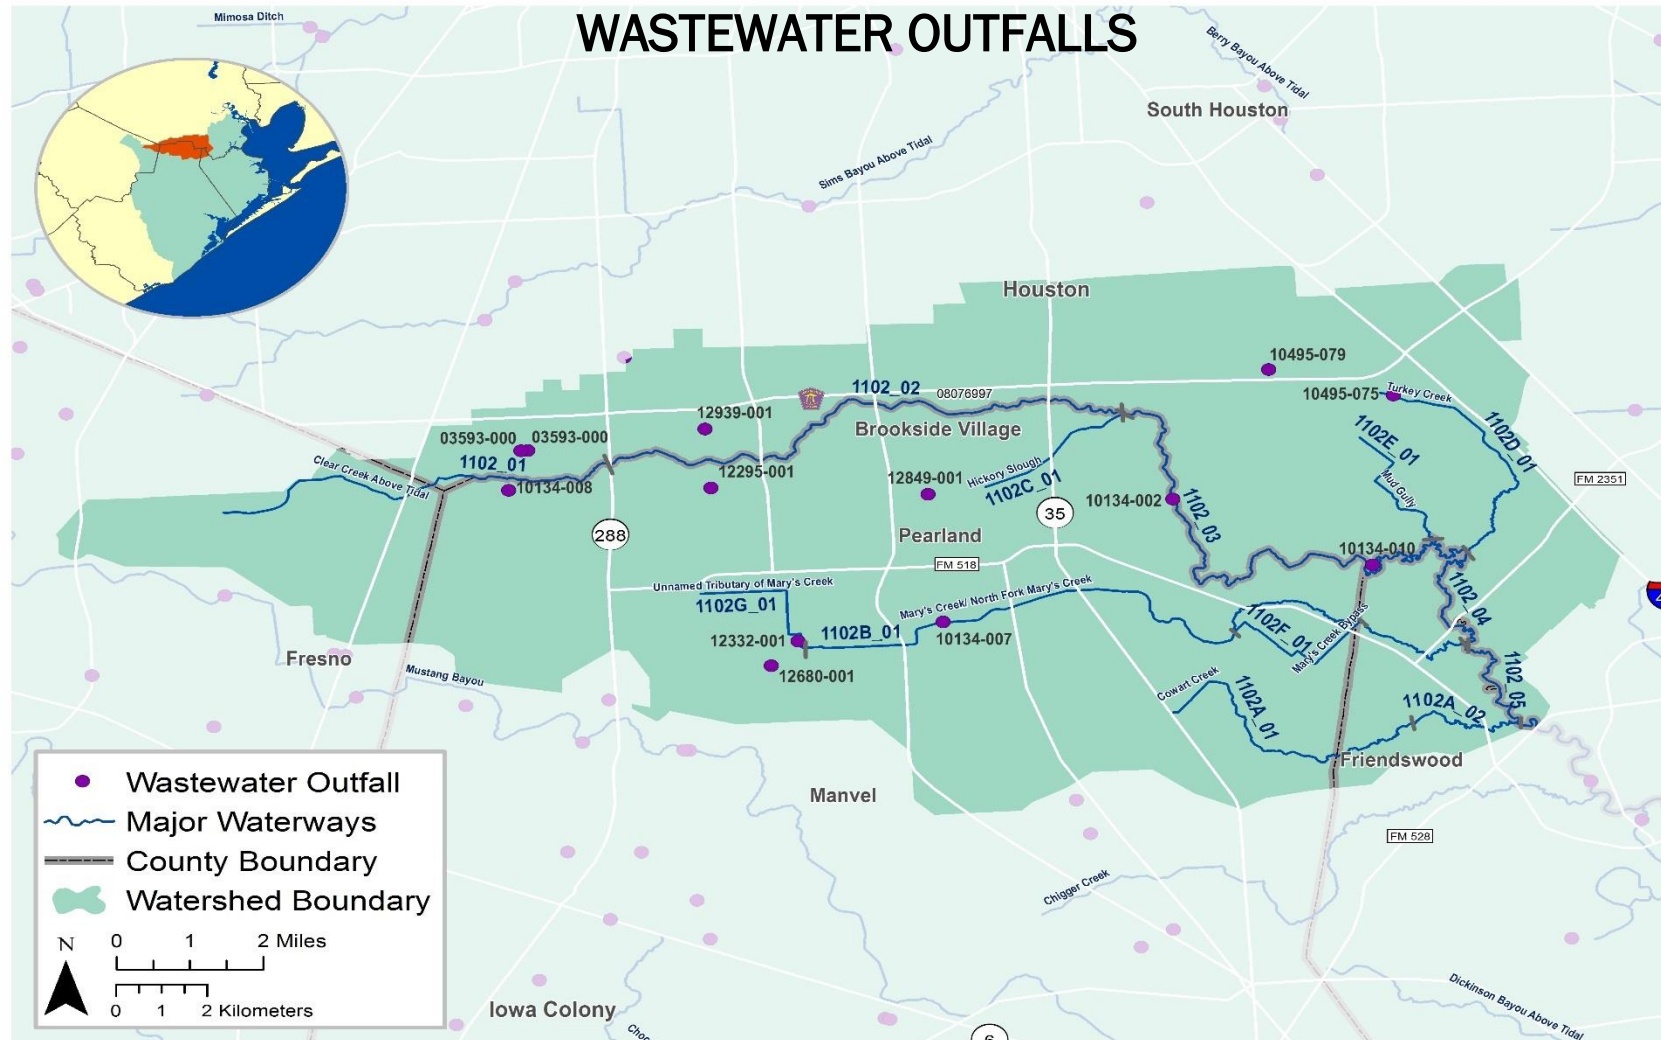 WASTEWATER OUTFALLS
Mimosa Ditch
Berry Bayou Above Tidal
South Houston
Sims Bayou Above Tidal
Houston
10495-079
10495-075
Turkey Creek
1102_02
08076997
12939-001
Brookside Village
1102E_01
1102D_01
03593-000
03593-000
1102_01
Clear Creek Above Tidal
12295-001
12849-001
Hickory Slough
1102C_01
Mud Gully
FM 2351
10134-008
10134-002
1102_03
35
288
Pearland
10134-010
FM 518
Unnamed Tributary of Mary's Creek
1102G_01
Mary's Creek/ North Fork Mary's Creek
1102_04
1102F_01
Mary's Creek Bypass
12332-001
1102B_01
10134-007
Fresno
12680-001
Mustang Bayou
Cowart Creek
1102A_01
1102_05
1102A_02
Friendswood
Manvel
FM 528
Chigger Creek
Wastewater Outfall
Major Waterways
County Boundary
Watershed Boundary
N
0 1 2 Miles
0 1 2 Kilometers
Iowa Colony
Dickinson Bayou Above Tidal
Choc
6
4